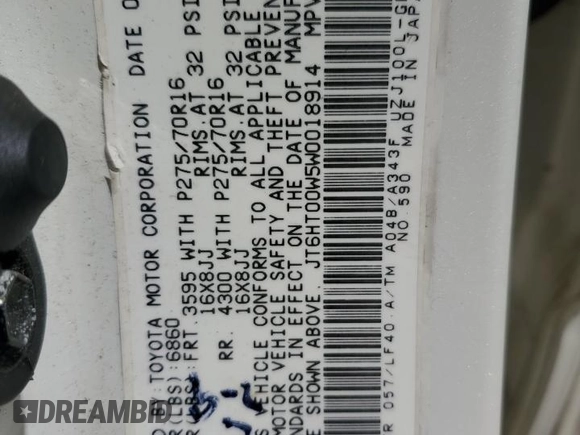 D BY: TOYOTA MOTOR CORPORATION DATE O
R(LBS): 6860
FRT. 3595 WITH P275/70R16
16X8JJ RIMS: AT 32 PSI
RR. 4300 WITH P275/70R16
16X8JJ RIMS: AT 32 PSI
VEHICLE CONFORMS TO ALL APPLICABLE
MOTOR VEHICLE SAFETY AND THEFT PREVEN
NDARDS IN EFFECT ON THE DATE OF MANUF
E SHOWN ABOVE. JT6HT00W5W0018914 MPV
R 057/LF40 A/TM A04B/A343F UZJ100L-G
NO. 590 MADE IN JAPA
DREAMBID